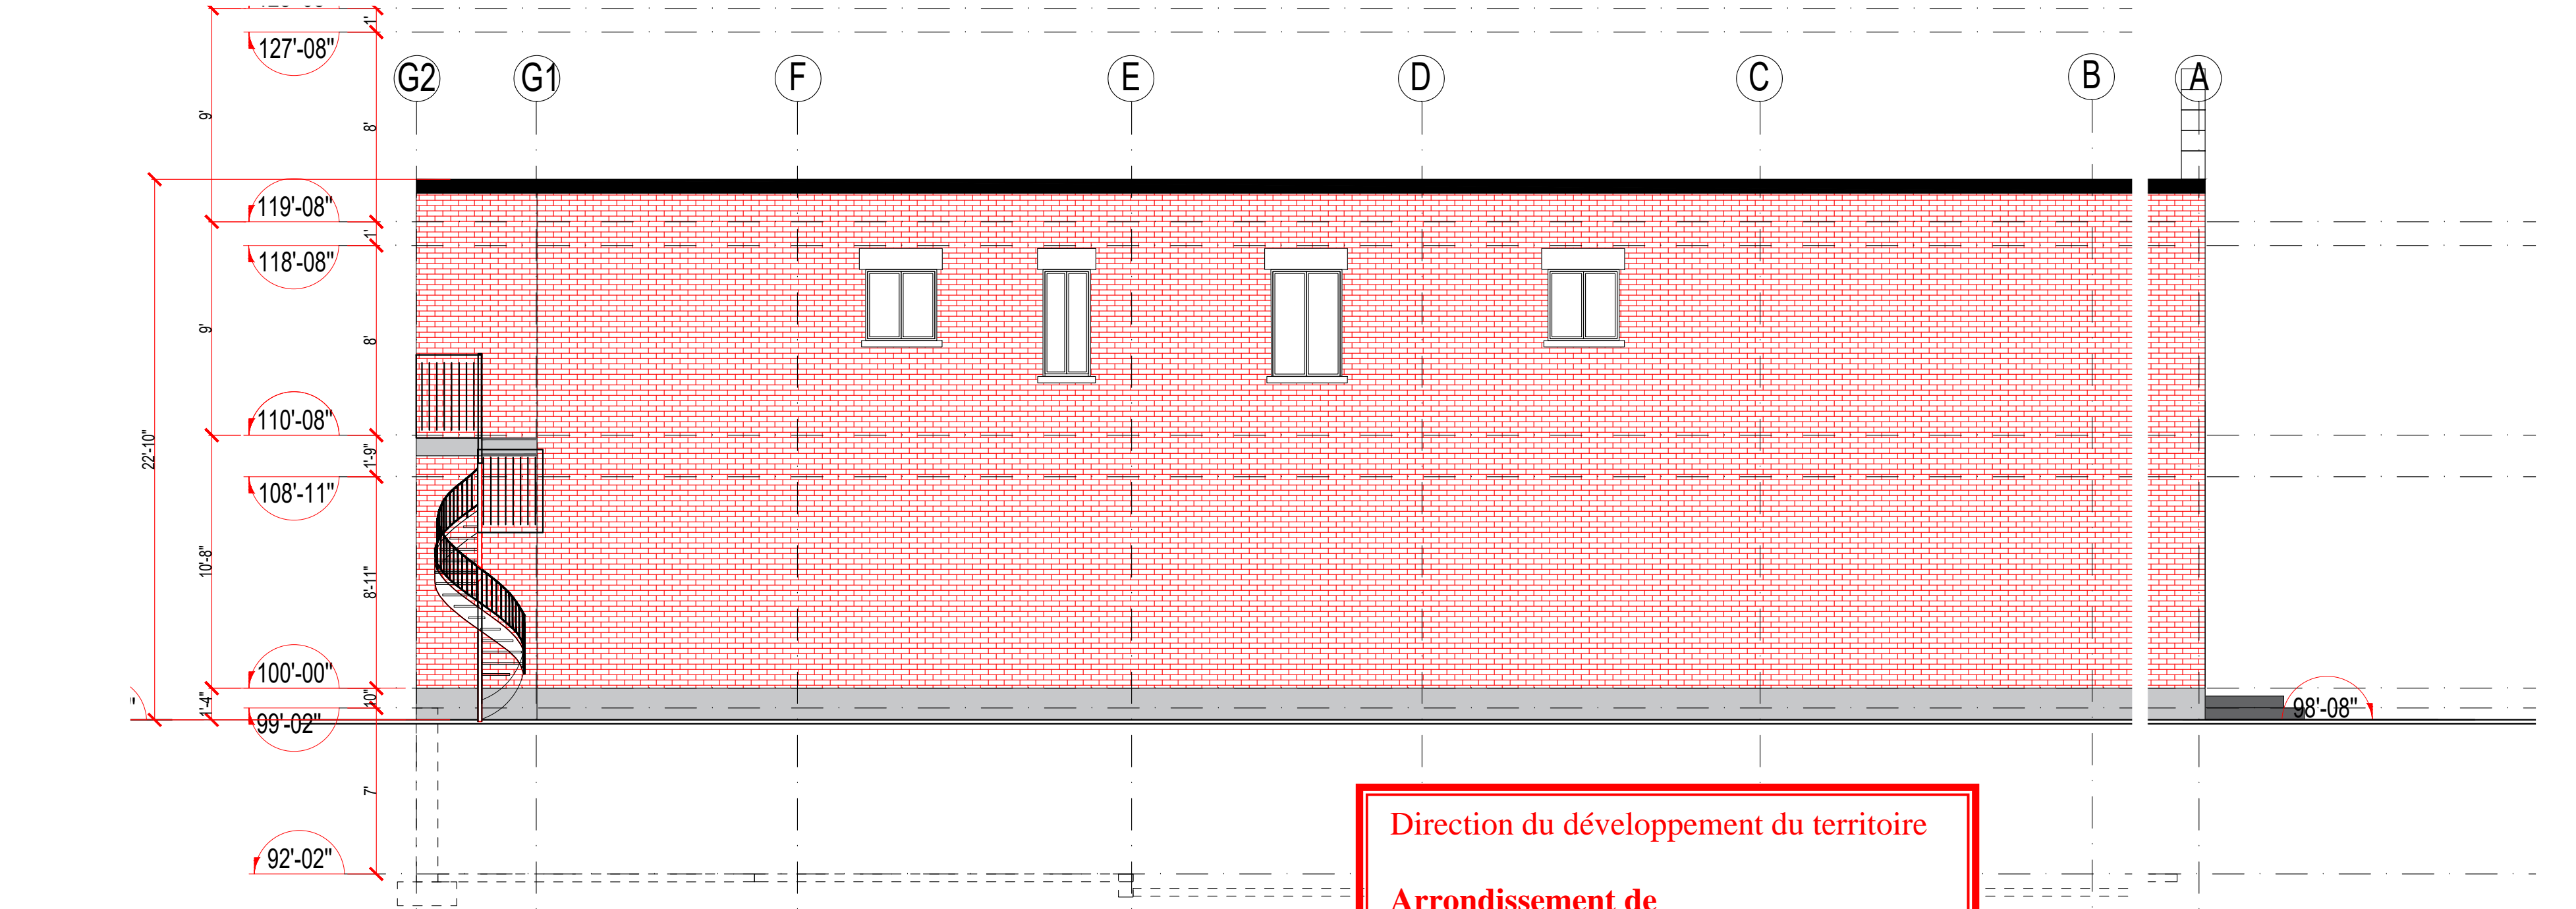 127'-08"
1'
G2
G1
F
E
D
C
B
A
9'
8'
119'-08"
1'
118'-08"
9'
8'
110'-08"
22'-10"
1'-9"
108'-11"
10'-8"
8'-11"
100'-00"
1'-4"
10"
99'-02"
98'-08"
7'
92'-02"
Direction du développement du territoire
Arrondissement de